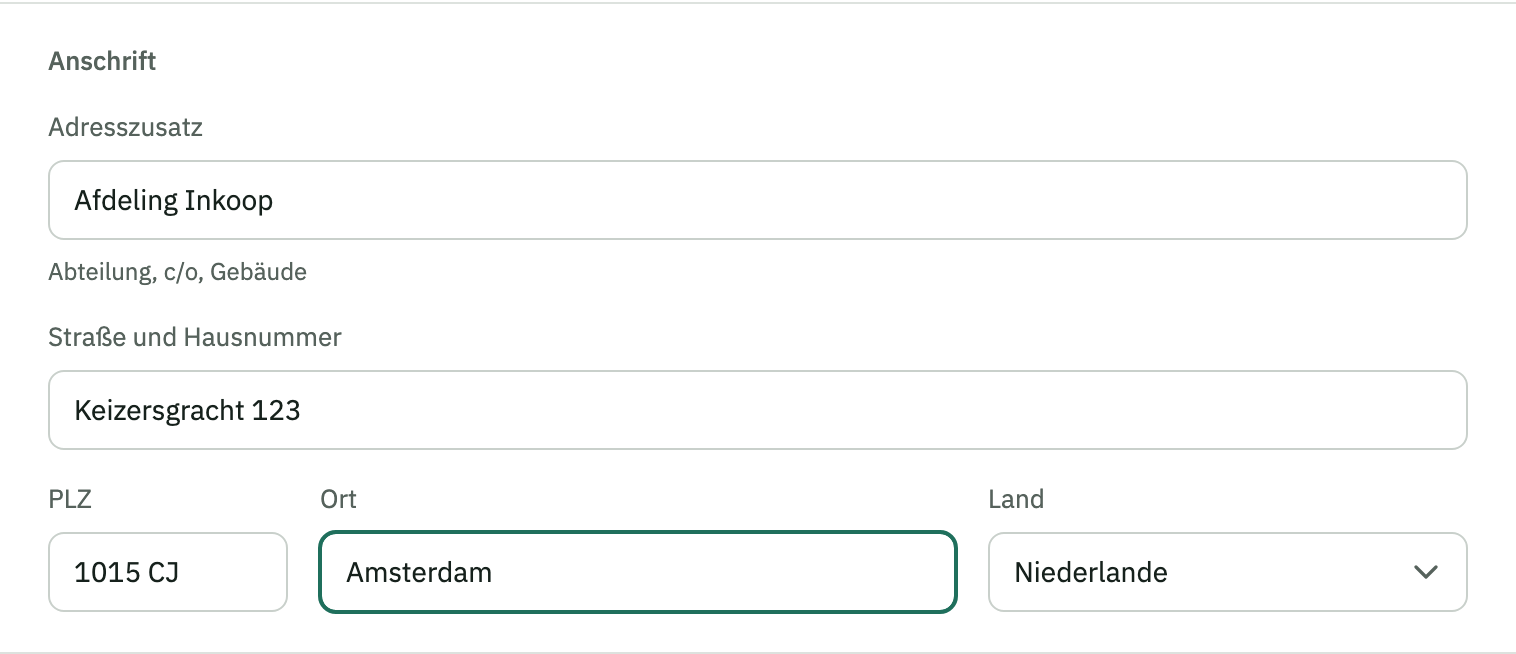 Anschrift
Adresszusatz
Afdeling Inkoop
Abteilung, c/o, Gebäude
Straße und Hausnummer
Keizersgracht 123
PLZ Ort Land
1015 CJ Amsterdam Niederlande